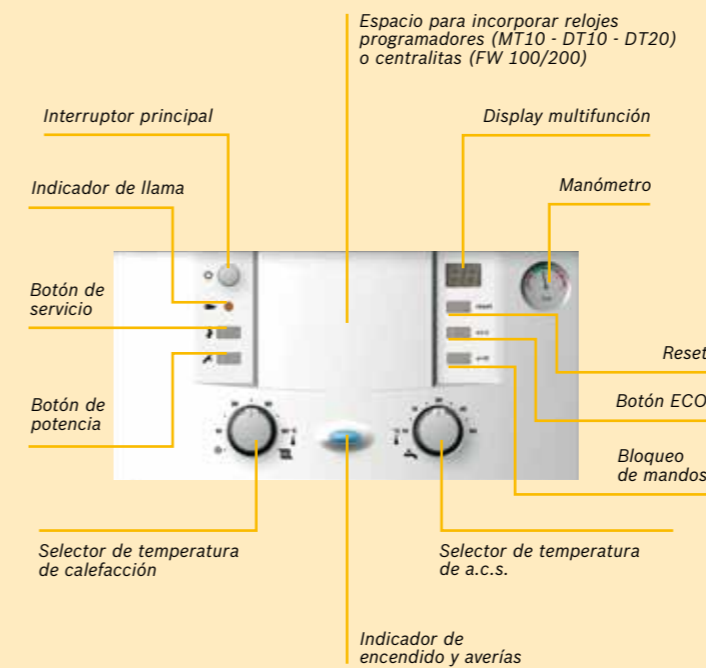 Espacio para incorporar relojes
programadores (MT10 - DT10 - DT20)
o centralitas (FW 100/200)
Interruptor principal
Display multifunción
Indicador de llama
Manómetro
Botón de
servicio
reset
eco
Reset
Botón de
potencia
Botón ECO
Bloqueo
de mandos
Selector de temperatura
de calefacción
Selector de temperatura
de a.c.s.
Indicador de
encendido y averías